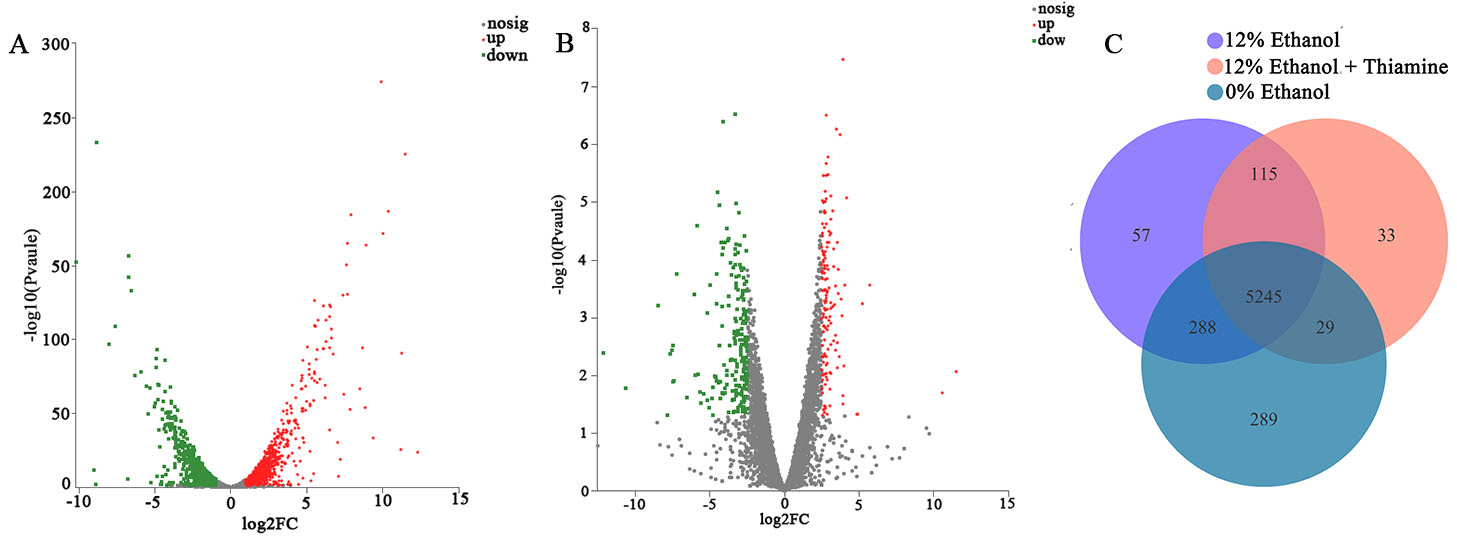 A
nosig
up
down
300
250
200
50
100
50
0
-log10(Pvaule)
-10
-5
0
5
10
15
log2FC
B
nosig
up
dow
8
7
6
5
4
3
2
1
0
-log10(Pvaule)
-10
-5
0
5
10
15
log2FC
C
12% Ethanol
12% Ethanol + Thiamine
0% Ethanol
115
57
33
5245
288
29
289